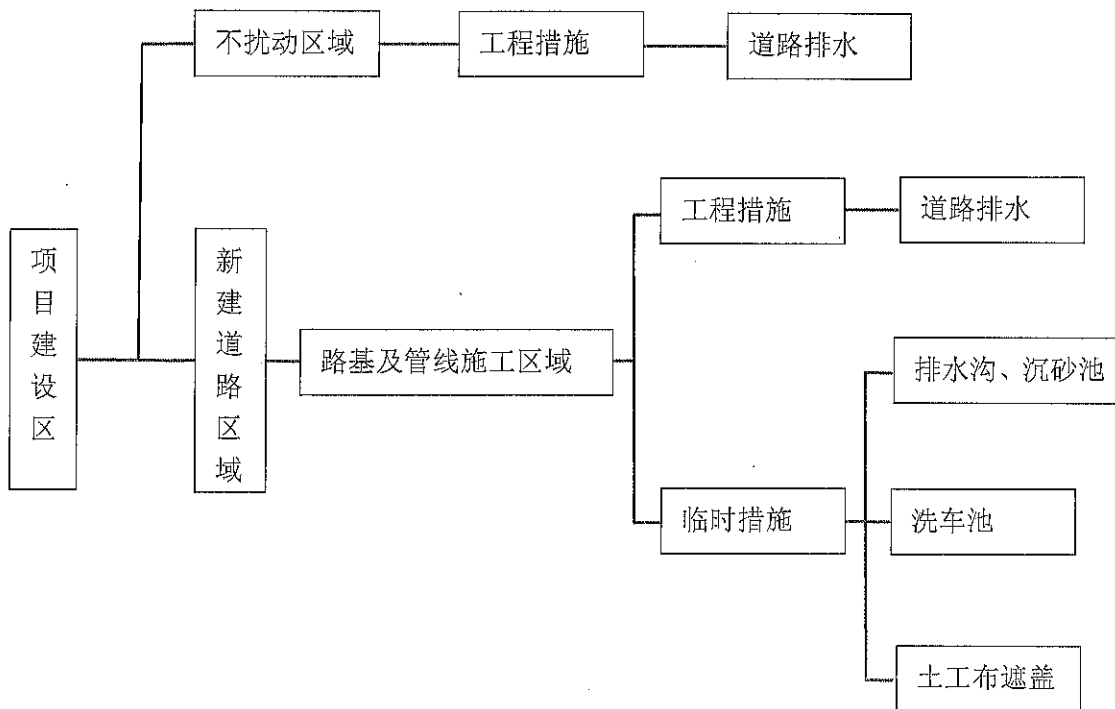 不扰动区域
工程措施
道路排水
工程措施
道路排水
项目建设区
新建道路区域
路基及管线施工区域
排水沟、沉砂池
临时措施
洗车池
土工布遮盖